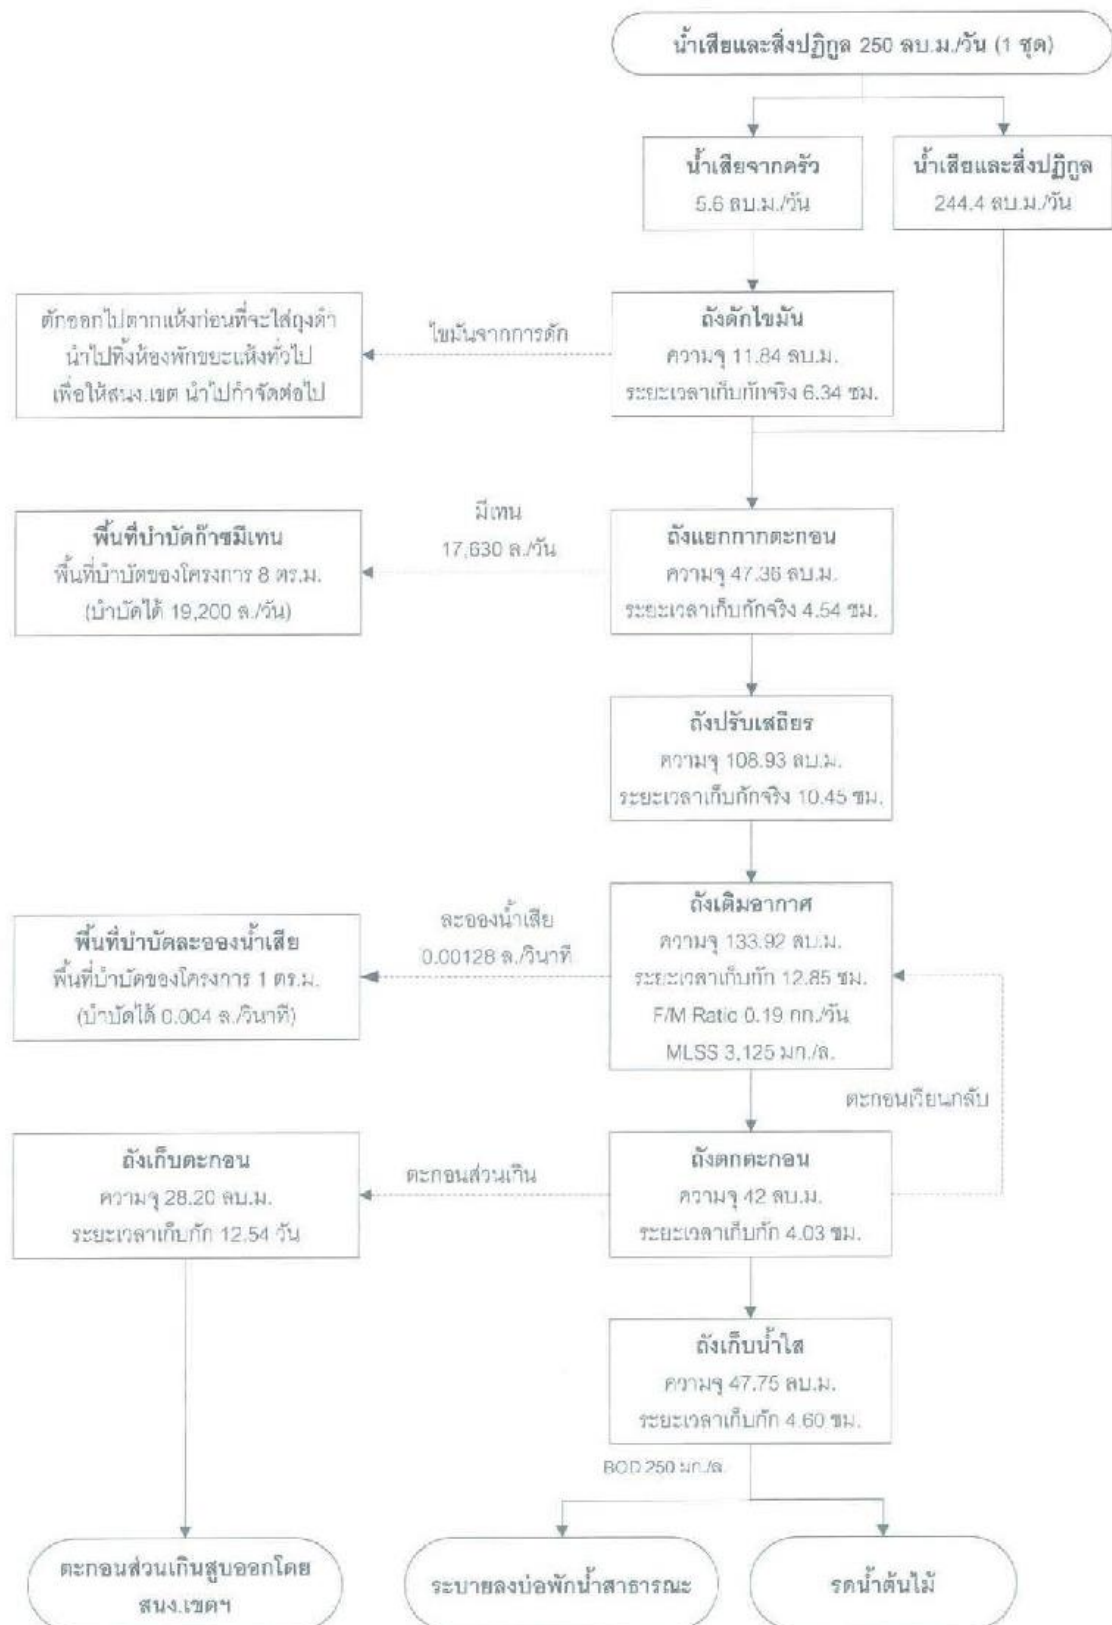 น้ำเสียและสิ่งปฏิกูล 250 ลบ.ม./วัน (1 ชุด)
น้ำเสียจากครัว
5.6 ลบ.ม./วัน
น้ำเสียและสิ่งปฏิกูล
244.4 ลบ.ม./วัน
ตักออกไปตากแห้งก่อนที่จะใส่ถุงดำ
นำไปทิ้งห้องพักขยะแห้งทั่วไป
เพื่อให้สนง.เขต นำไปกำจัดต่อไป
ไขมันจากการดัก
ถังดักไขมัน
ความจุ 11.84 ลบ.ม.
ระยะเวลาเก็บกักจริง 6.34 ชม.
พื้นที่บำบัดก๊าซมีเทน
พื้นที่บำบัดของโครงการ 8 ตร.ม.
(บำบัดได้ 19,200 ล./วัน)
มีเทน
17,630 ล./วัน
ถังแยกกากตะกอน
ความจุ 47.36 ลบ.ม.
ระยะเวลาเก็บกักจริง 4.54 ชม.
ถังปรับเสถียร
ความจุ 108.93 ลบ.ม.
ระยะเวลาเก็บกักจริง 10.45 ชม.
พื้นที่บำบัดละอองน้ำเสีย
พื้นที่บำบัดของโครงการ 1 ตร.ม.
(บำบัดได้ 0.004 ล./วินาที)
ละอองน้ำเสีย
0.00128 ล./วินาที
ถังเติมอากาศ
ความจุ 133.92 ลบ.ม.
ระยะเวลาเก็บกัก 12.85 ชม.
F/M Ratio 0.19 กก./วัน
MLSS 3,125 มก./ล.
ตะกอนเวียนกลับ
ถังเก็บตะกอน
ความจุ 28.20 ลบ.ม.
ระยะเวลาเก็บกัก 12.54 วัน
ตะกอนส่วนเกิน
ถังตกตะกอน
ความจุ 42 ลบ.ม.
ระยะเวลาเก็บกัก 4.03 ชม.
ถังเก็บน้ำใส
ความจุ 47.75 ลบ.ม.
ระยะเวลาเก็บกัก 4.60 ชม.
BOD 250 มก./ล.
ตะกอนส่วนเกินสูบออกโดย
สนง.เขตฯ
ระบายลงบ่อพักน้ำสาธารณะ
รดน้ำต้นไม้